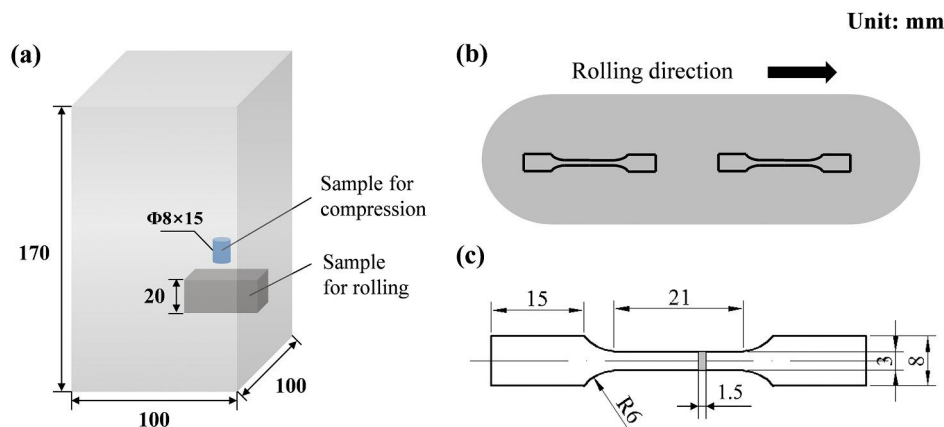 Unit: mm
(a)
170
Φ8×15
20
Sample for
compression
Sample
for rolling
100
100
(b)
Rolling direction
(c)
15
21
3
8
1.5
R6